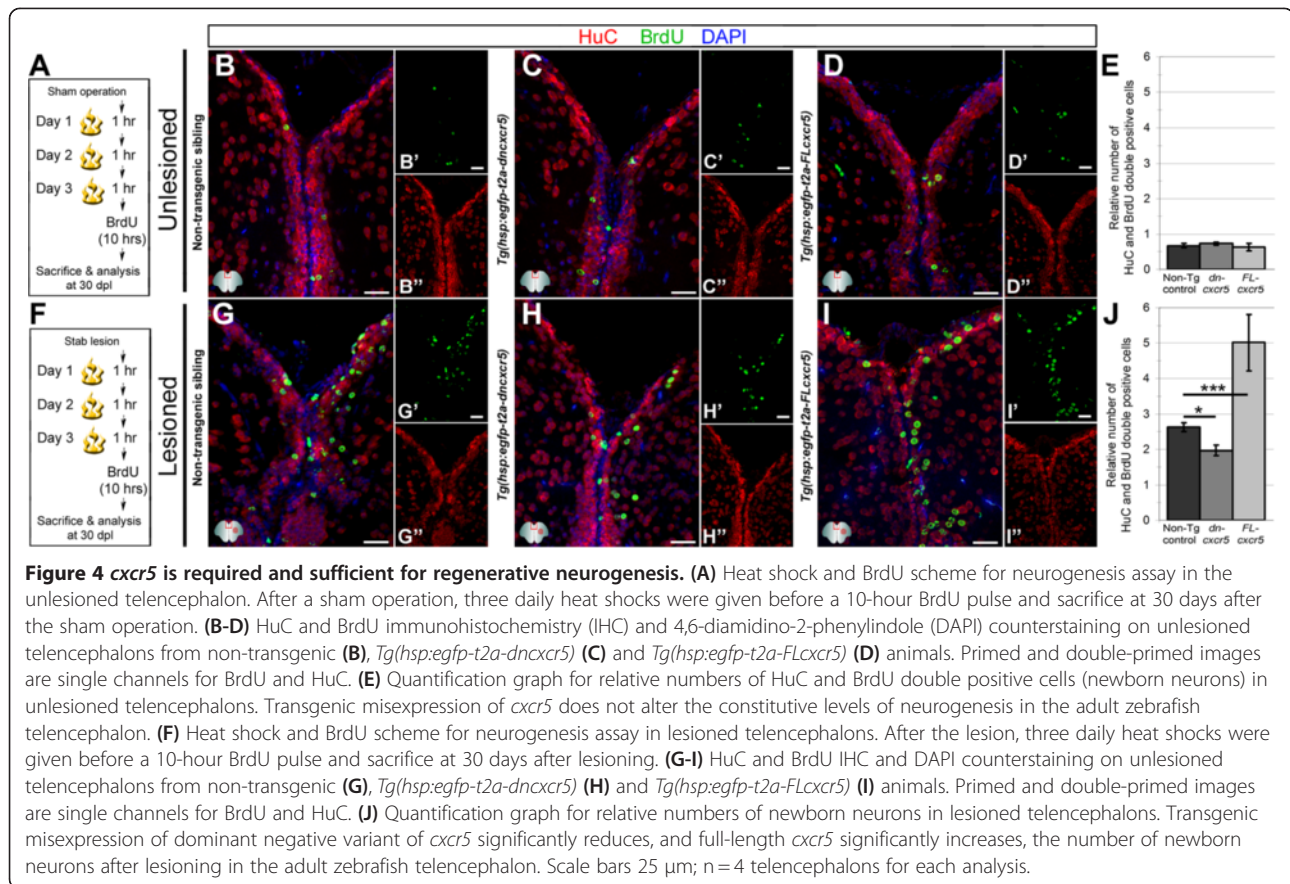 HuC BrdU DAPI
A
Sham operation
Day 1 1 hr
Day 2 1 hr
Day 3 1 hr
BrdU
(10 hrs)
Sacrifice & analysis
at 30 dpl
Unlesioned
Non-transgenic sibling
B
B'
B"
Tg(hsp:egfp-t2a-dncxcr5)
C
C'
C"
Tg(hsp:egfp-t2a-FLcxcr5)
D
D'
D"
E
Relative number of
HuC and BrdU double positive cells
6
5
4
3
2
1
0
Non-Tg control
dn-cxcr5
FL-cxcr5
F
Stab lesion
Day 1 1 hr
Day 2 1 hr
Day 3 1 hr
BrdU
(10 hrs)
Sacrifice & analysis
at 30 dpl
Lesioned
Non-transgenic sibling
G
G'
G"
Tg(hsp:egfp-t2a-dncxcr5)
H
H'
H"
Tg(hsp:egfp-t2a-FLcxcr5)
I
I'
I"
J
Relative number of
HuC and BrdU double positive cells
6
5
4
3
2
1
0
***
*
Non-Tg control
dn-cxcr5
FL-cxcr5
Figure 4 cxcr5 is required and sufficient for regenerative neurogenesis. (A) Heat shock and BrdU scheme for neurogenesis assay in the
unlesioned telencephalon. After a sham operation, three daily heat shocks were given before a 10-hour BrdU pulse and sacrifice at 30 days after
the sham operation. (B-D) HuC and BrdU immunohistochemistry (IHC) and 4,6-diamidino-2-phenylindole (DAPI) counterstaining on unlesioned
telencephalons from non-transgenic (B), Tg(hsp:egfp-t2a-dncxcr5) (C) and Tg(hsp:egfp-t2a-FLcxcr5) (D) animals. Primed and double-primed images
are single channels for BrdU and HuC. (E) Quantification graph for relative numbers of HuC and BrdU double positive cells (newborn neurons) in
unlesioned telencephalons. Transgenic misexpression of cxcr5 does not alter the constitutive levels of neurogenesis in the adult zebrafish
telencephalon. (F) Heat shock and BrdU scheme for neurogenesis assay in lesioned telencephalons. After the lesion, three daily heat shocks were
given before a 10-hour BrdU pulse and sacrifice at 30 days after lesioning. (G-I) HuC and BrdU IHC and DAPI counterstaining on unlesioned
telencephalons from non-transgenic (G), Tg(hsp:egfp-t2a-dncxcr5) (H) and Tg(hsp:egfp-t2a-FLcxcr5) (I) animals. Primed and double-primed images
are single channels for BrdU and HuC. (J) Quantification graph for relative numbers of newborn neurons in lesioned telencephalons. Transgenic
misexpression of dominant negative variant of cxcr5 significantly reduces, and full-length cxcr5 significantly increases, the number of newborn
neurons after lesioning in the adult zebrafish telencephalon. Scale bars 25 μm; n = 4 telencephalons for each analysis.